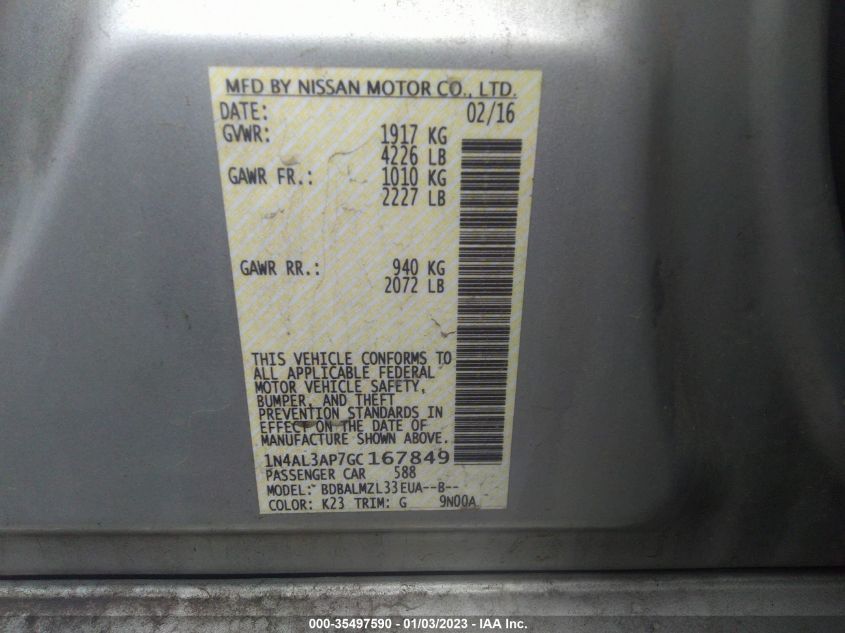 MFD BY NISSAN MOTOR CO., LTD.
DATE: 02/16
GVWR: 1917 KG
4226 LB
GAWR FR.: 1010 KG
2227 LB
GAWR RR.: 940 KG
2072 LB
THIS VEHICLE CONFORMS TO
ALL APPLICABLE FEDERAL
MOTOR VEHICLE SAFETY,
BUMPER, AND THEFT
PREVENTION STANDARDS IN
EFFECT ON THE DATE OF
MANUFACTURE SHOWN ABOVE.
1N4AL3AP7GC167849
PASSENGER CAR 588
MODEL: BDBALMZL33EUA--B--
COLOR: K23 TRIM: G 9N00A
000-35497590 — 01/03/2023 — IAA Inc.